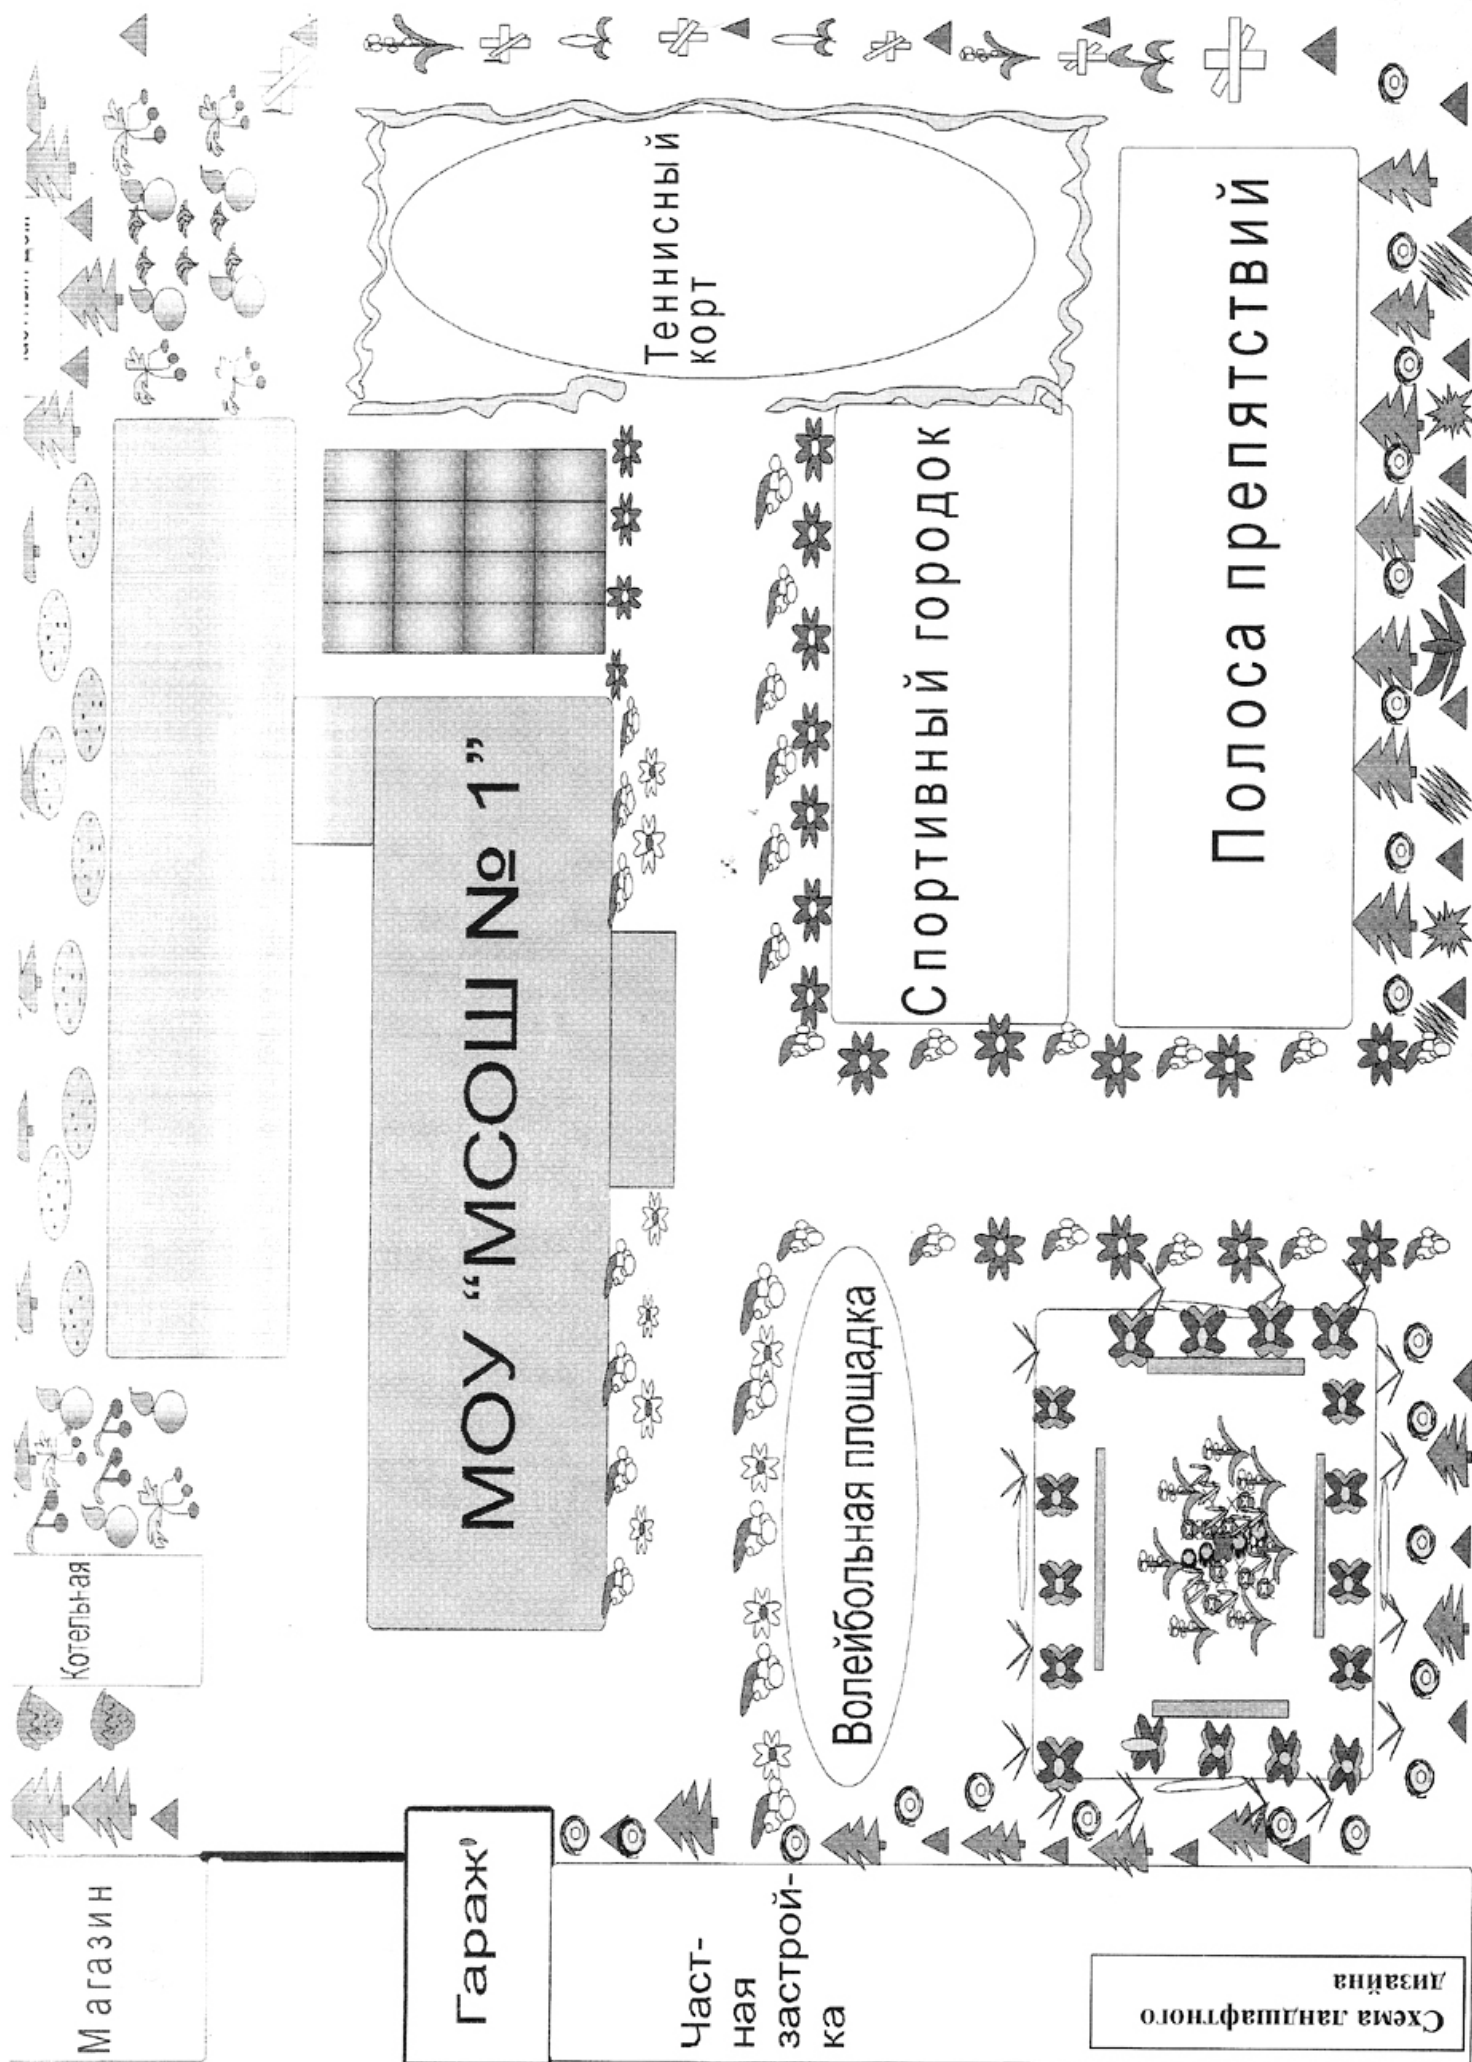 Магазин
Котельная
Гараж
МОУ “МСОШ № 1”
Теннисный
корт
Част-
ная
застрой-
ка
Волейбольная площадка
Спортивный городок
Полоса препятствий
Схема ландшафтного
дизайна